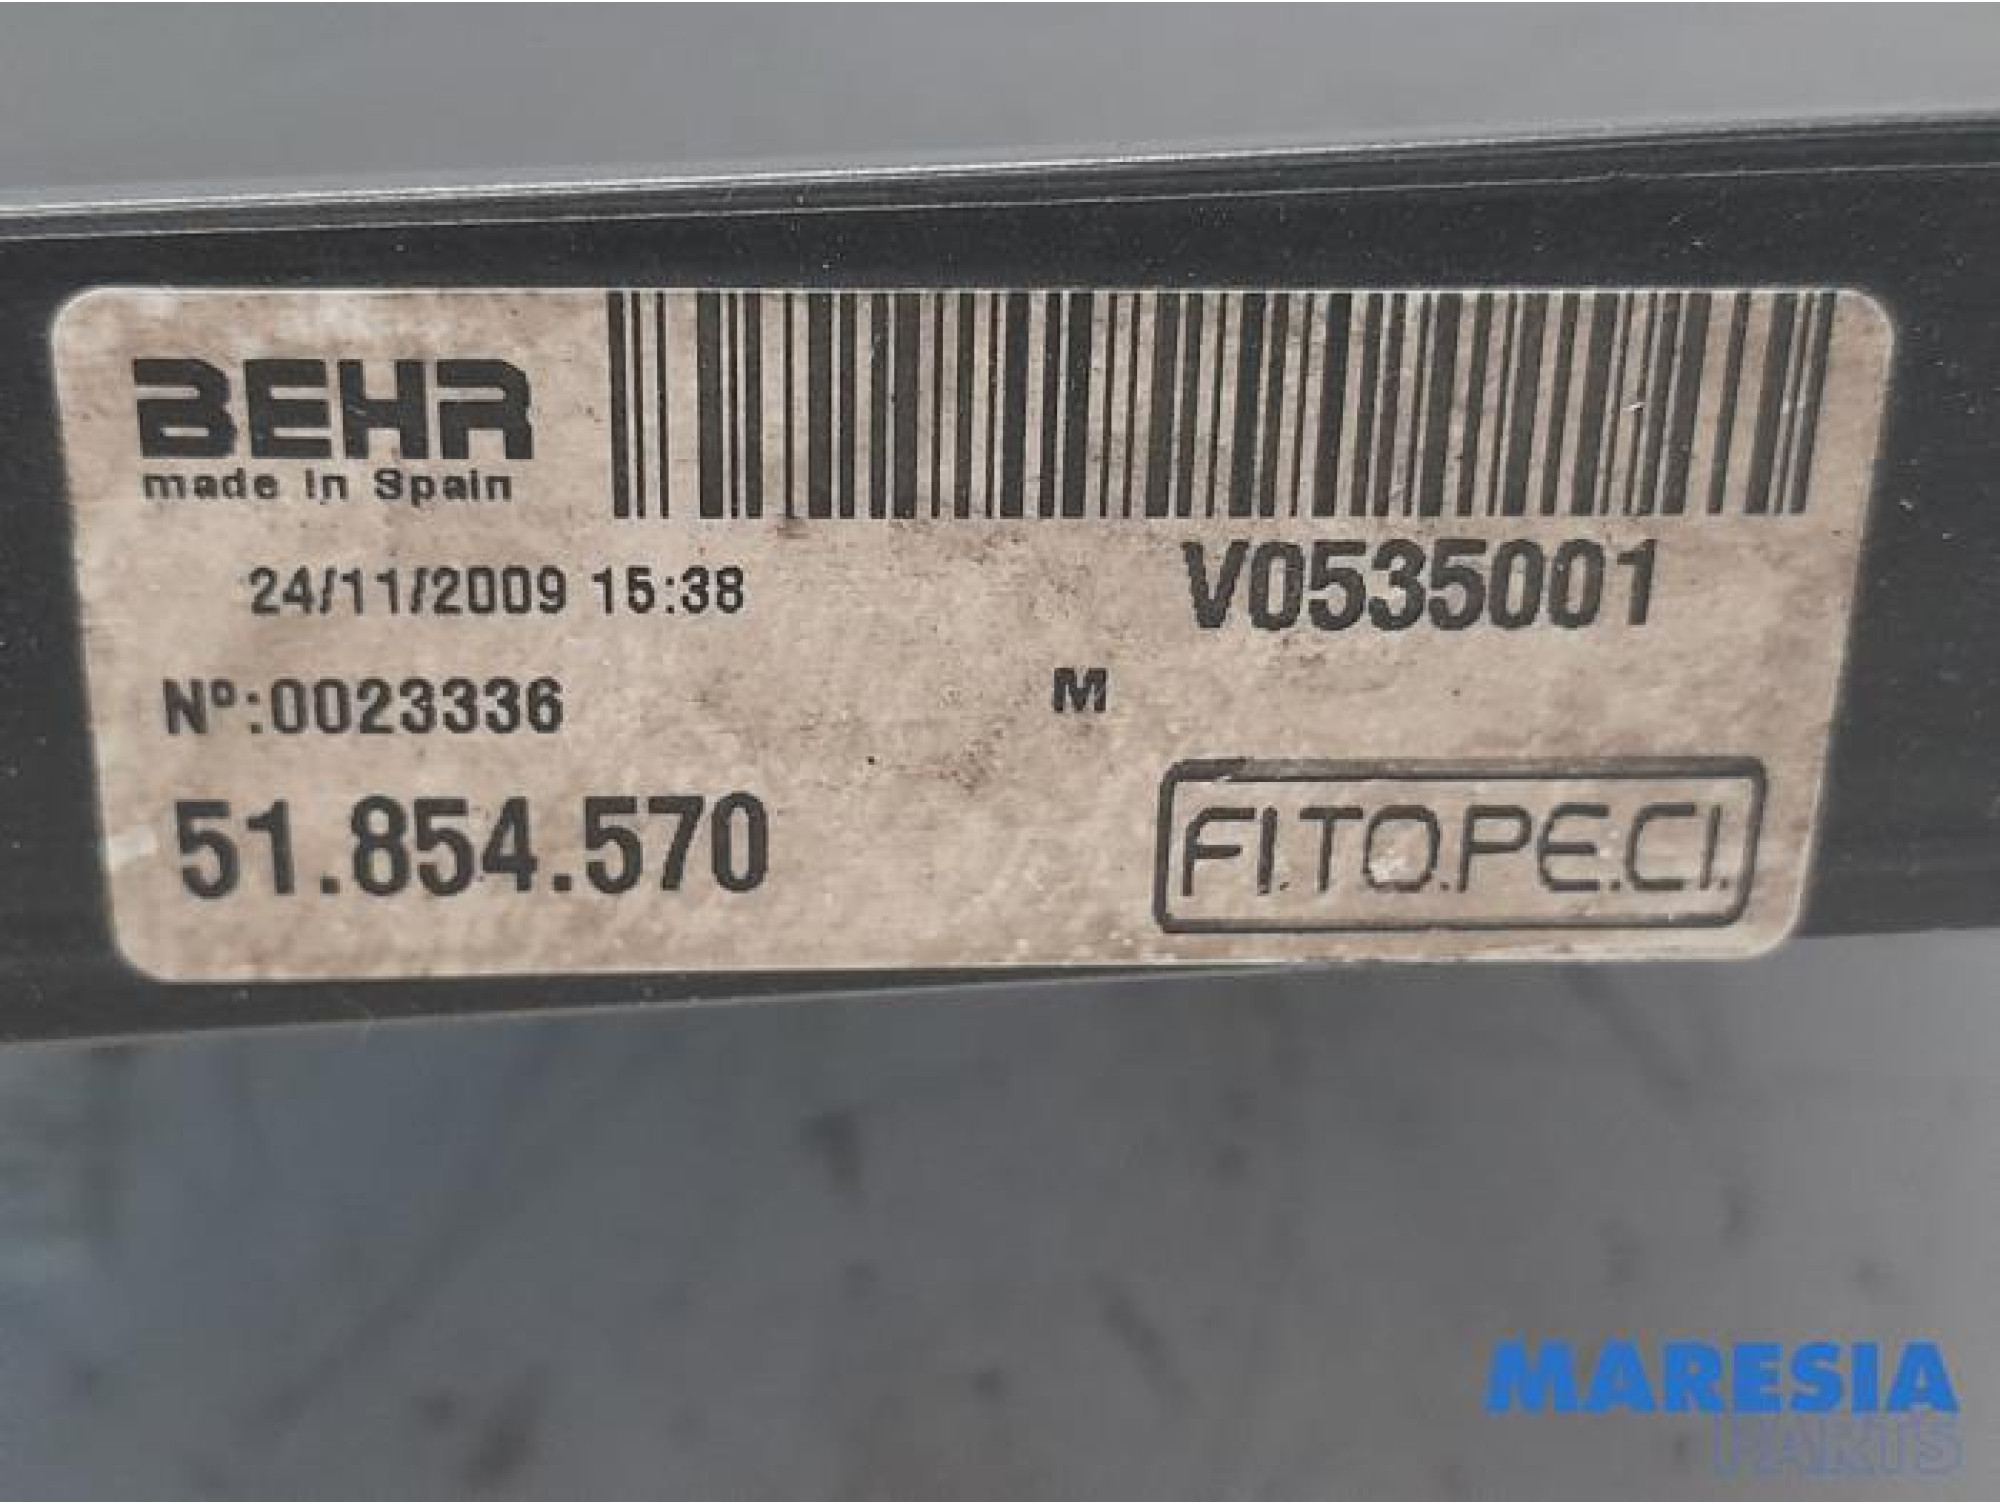 BEHR
made in Spain
24/11/2009 15:38
V0535001
Nº:0023336
M
51.854.570
FI.TO.PE.CI.
MARESIA
PARTS